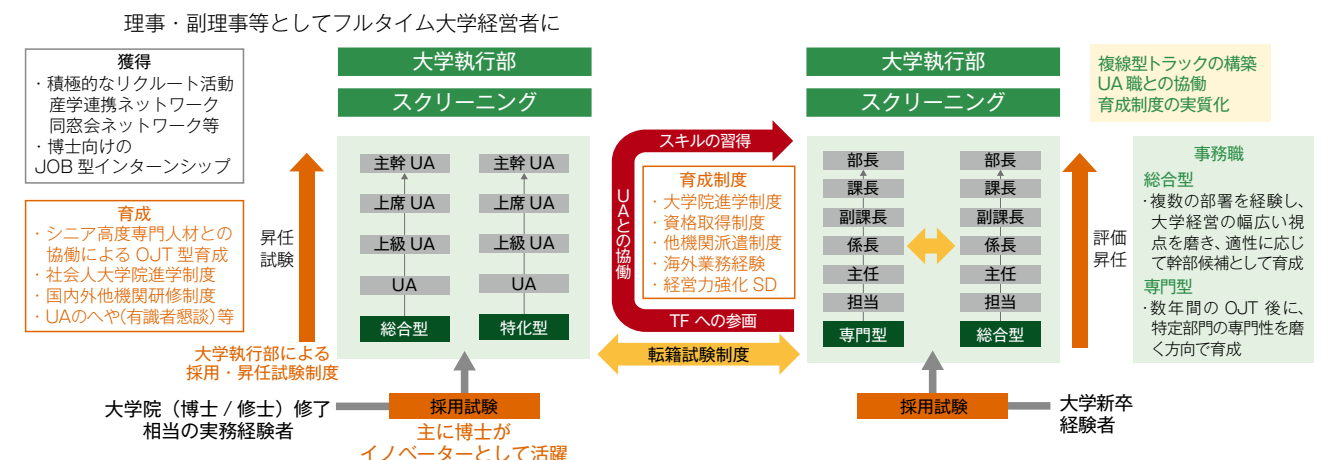 理事・副理事等としてフルタイム大学経営者に
獲得
・積極的なリクルート活動
産学連携ネットワーク
同窓会ネットワーク等
・博士向けの
JOB 型インターンシップ
育成
・シニア高度専門人材との
協働による OJT 型育成
・社会人大学院進学制度
・国内外他機関研修制度
・UAのへや(有識者懇談)等
昇任
試験
大学執行部による
採用・昇任試験制度
大学執行部
スクリーニング
主幹 UA
上席 UA
上級 UA
UA
総合型
主幹 UA
上席 UA
上級 UA
UA
特化型
大学院（博士 / 修士）修了
相当の実務経験者
採用試験
主に博士が
イノベーターとして活躍
スキルの習得
UAとの協働
育成制度
・大学院進学制度
・資格取得制度
・他機関派遣制度
・海外業務経験
・経営力強化 SD
TF への参画
転籍試験制度
大学執行部
スクリーニング
部長
課長
副課長
係長
主任
担当
専門型
部長
課長
副課長
係長
主任
担当
総合型
評価
昇任
採用試験
大学新卒
経験者
複線型トラックの構築
UA 職との協働
育成制度の実質化
事務職
総合型
・複数の部署を経験し、
大学経営の幅広い視
点を磨き、適性に応じ
て幹部候補として育成
専門型
・数年間の OJT 後に、
特定部門の専門性を磨
く方向で育成